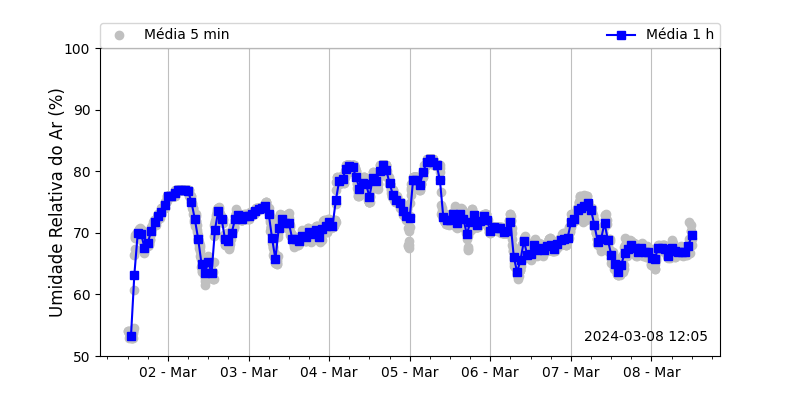 Média 5 min
Média 1 h
Umidade Relativa do Ar (%)
100
90
80
70
60
50
2024-03-08 12:05
02 - Mar
03 - Mar
04 - Mar
05 - Mar
06 - Mar
07 - Mar
08 - Mar